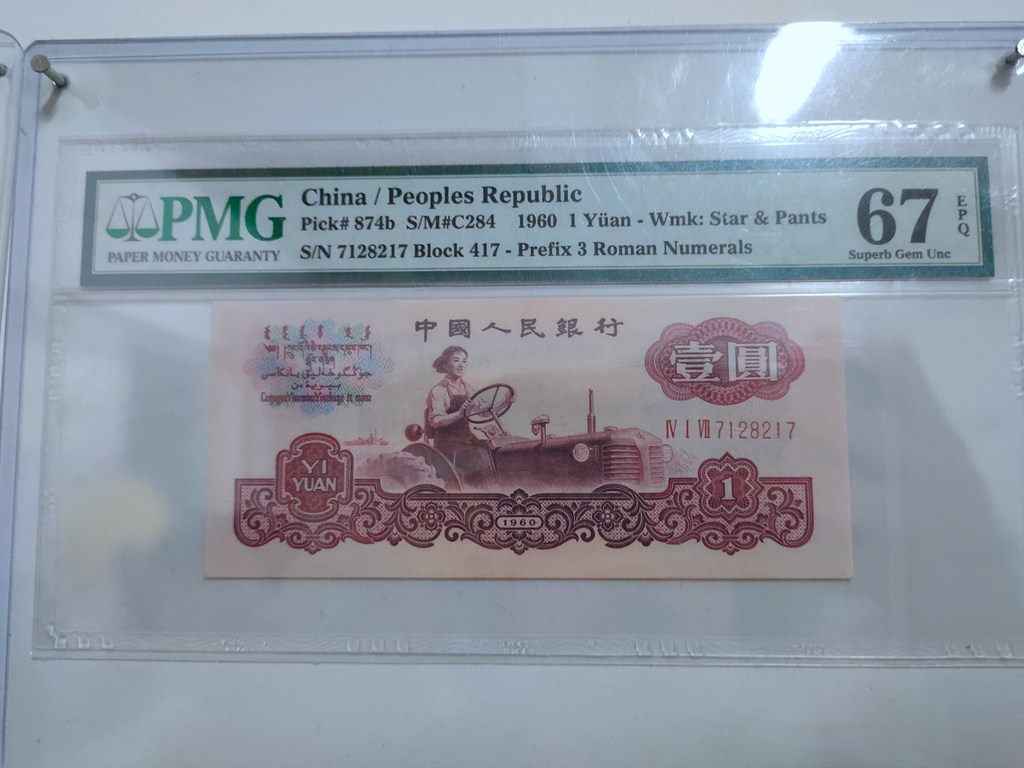 PMG
PAPER MONEY GUARANTY
China / Peoples Republic
Pick# 874b S/M#C284 1960 1 Yüan - Wmk: Star & Pants
S/N 7128217 Block 417 - Prefix 3 Roman Numerals
67
EPQ
Superb Gem Unc
中國人民銀行
壹圓
Ⅳ Ⅰ Ⅶ 7128217
YI
YUAN
1
1960